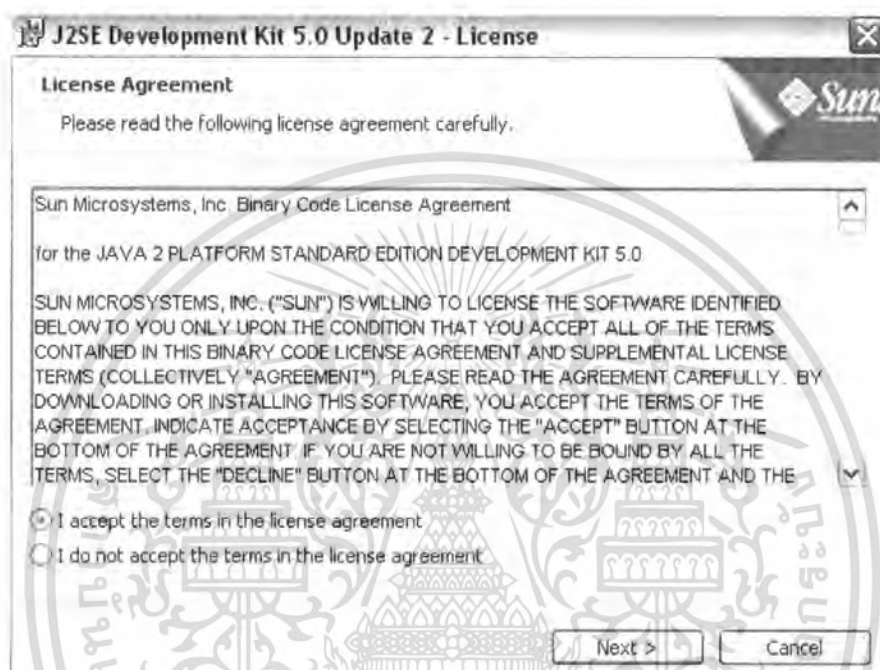 J2SE Development Kit 5.0 Update 2 - License
License Agreement
Please read the following license agreement carefully.
Sun
Sun Microsystems, Inc. Binary Code License Agreement
for the JAVA 2 PLATFORM STANDARD EDITION DEVELOPMENT KIT 5.0
SUN MICROSYSTEMS, INC. ("SUN") IS WILLING TO LICENSE THE SOFTWARE IDENTIFIED
BELOW TO YOU ONLY UPON THE CONDITION THAT YOU ACCEPT ALL OF THE TERMS
CONTAINED IN THIS BINARY CODE LICENSE AGREEMENT AND SUPPLEMENTAL LICENSE
TERMS (COLLECTIVELY "AGREEMENT"). PLEASE READ THE AGREEMENT CAREFULLY. BY
DOWNLOADING OR INSTALLING THIS SOFTWARE, YOU ACCEPT THE TERMS OF THE
AGREEMENT. INDICATE ACCEPTANCE BY SELECTING THE "ACCEPT" BUTTON AT THE
BOTTOM OF THE AGREEMENT. IF YOU ARE NOT WILLING TO BE BOUND BY ALL THE
TERMS, SELECT THE "DECLINE" BUTTON AT THE BOTTOM OF THE AGREEMENT AND THE
I accept the terms in the license agreement
I do not accept the terms in the license agreement
Next >
Cancel